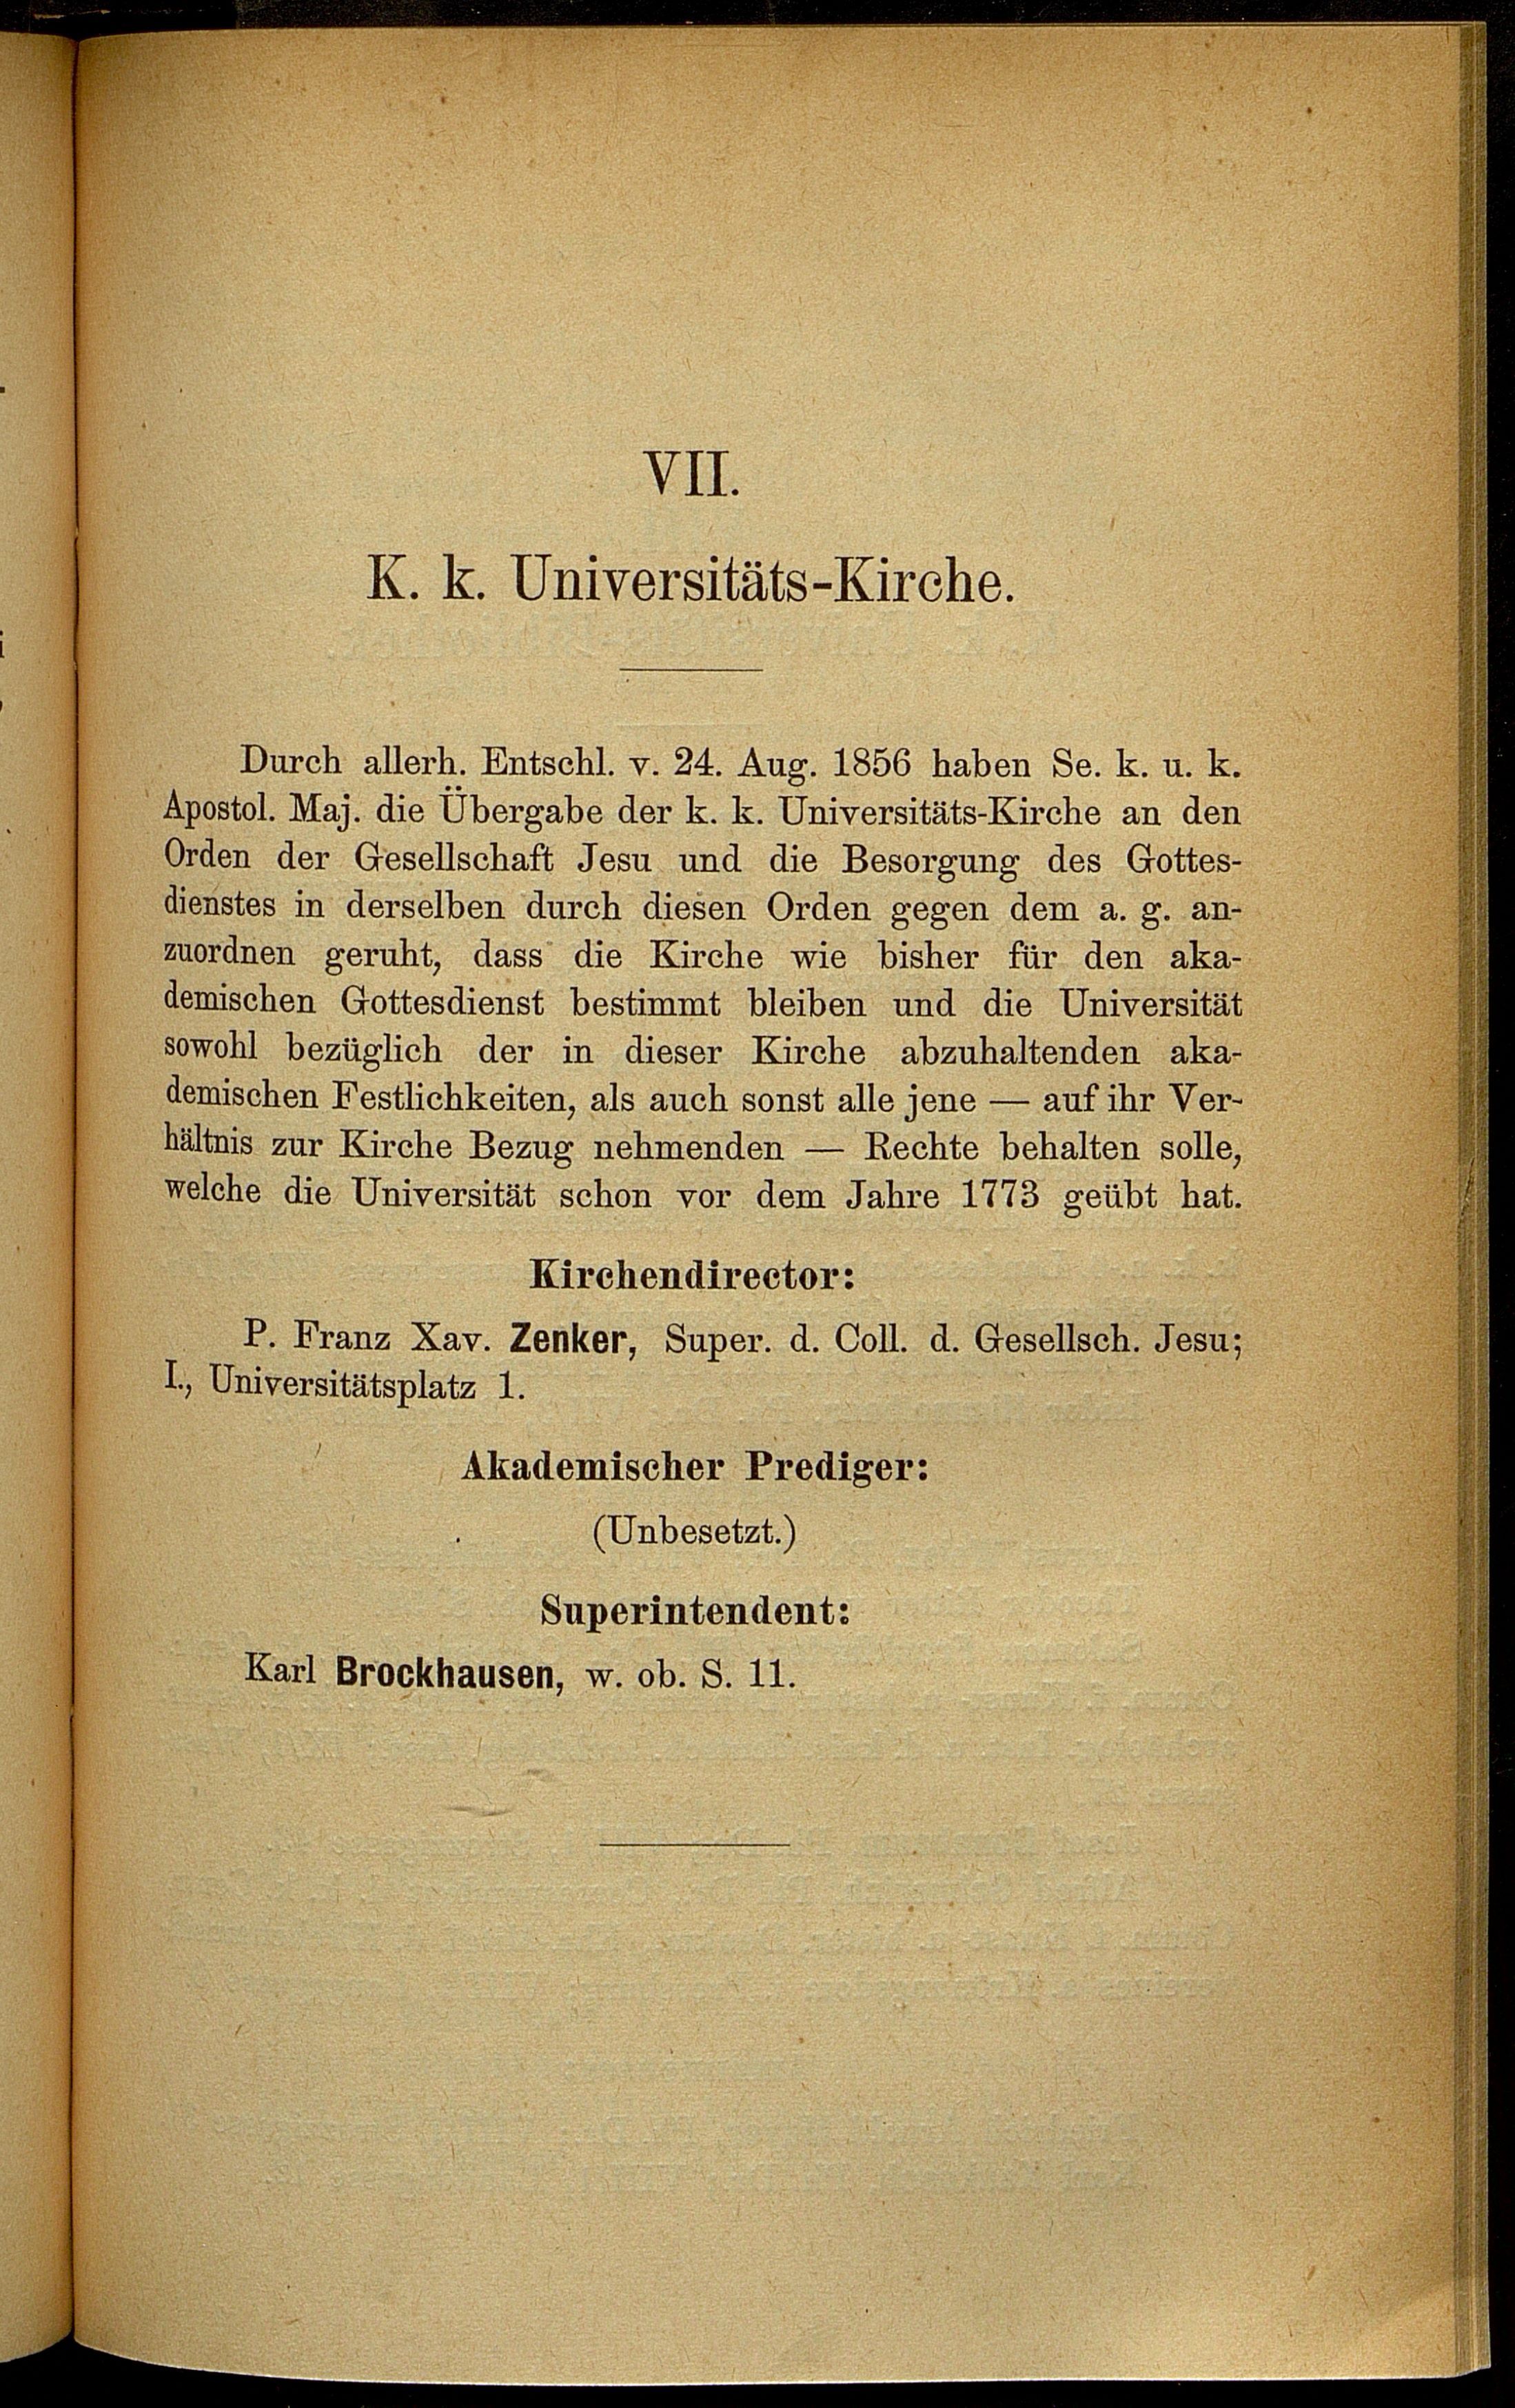 VII.
K. k. Universitäts-Kirche.
Durch allerh. Entschl. v. 24. Aug. 1856 haben Se. k. u. k.
Apostol. Maj. die Übergabe der k. k. Universitäts-Kirche an den
Orden der Gesellschaft Jesu und die Besorgung des Gottes-
dienstes in derselben durch diesen Orden gegen dem a. g. an-
zuordnen geruht, dass die Kirche wie bisher für den aka-
demischen Gottesdienst bestimmt bleiben und die Universität
sowohl bezüglich der in dieser Kirche abzuhaltenden aka-
demischen Festlichkeiten, als auch sonst alle jene — auf ihr Ver-
hältnis zur Kirche Bezug nehmenden — Rechte behalten solle,
welche die Universität schon vor dem Jahre 1773 geübt hat.
Kirchendirector:
P. Franz Xav. Zenker, Super. d. Coll. d. Gesellsch. Jesu;
I., Universitätsplatz 1.
Akademischer Prediger:
(Unbesetzt.)
Superintendent:
Karl Brockhausen, w. ob. S. 11.